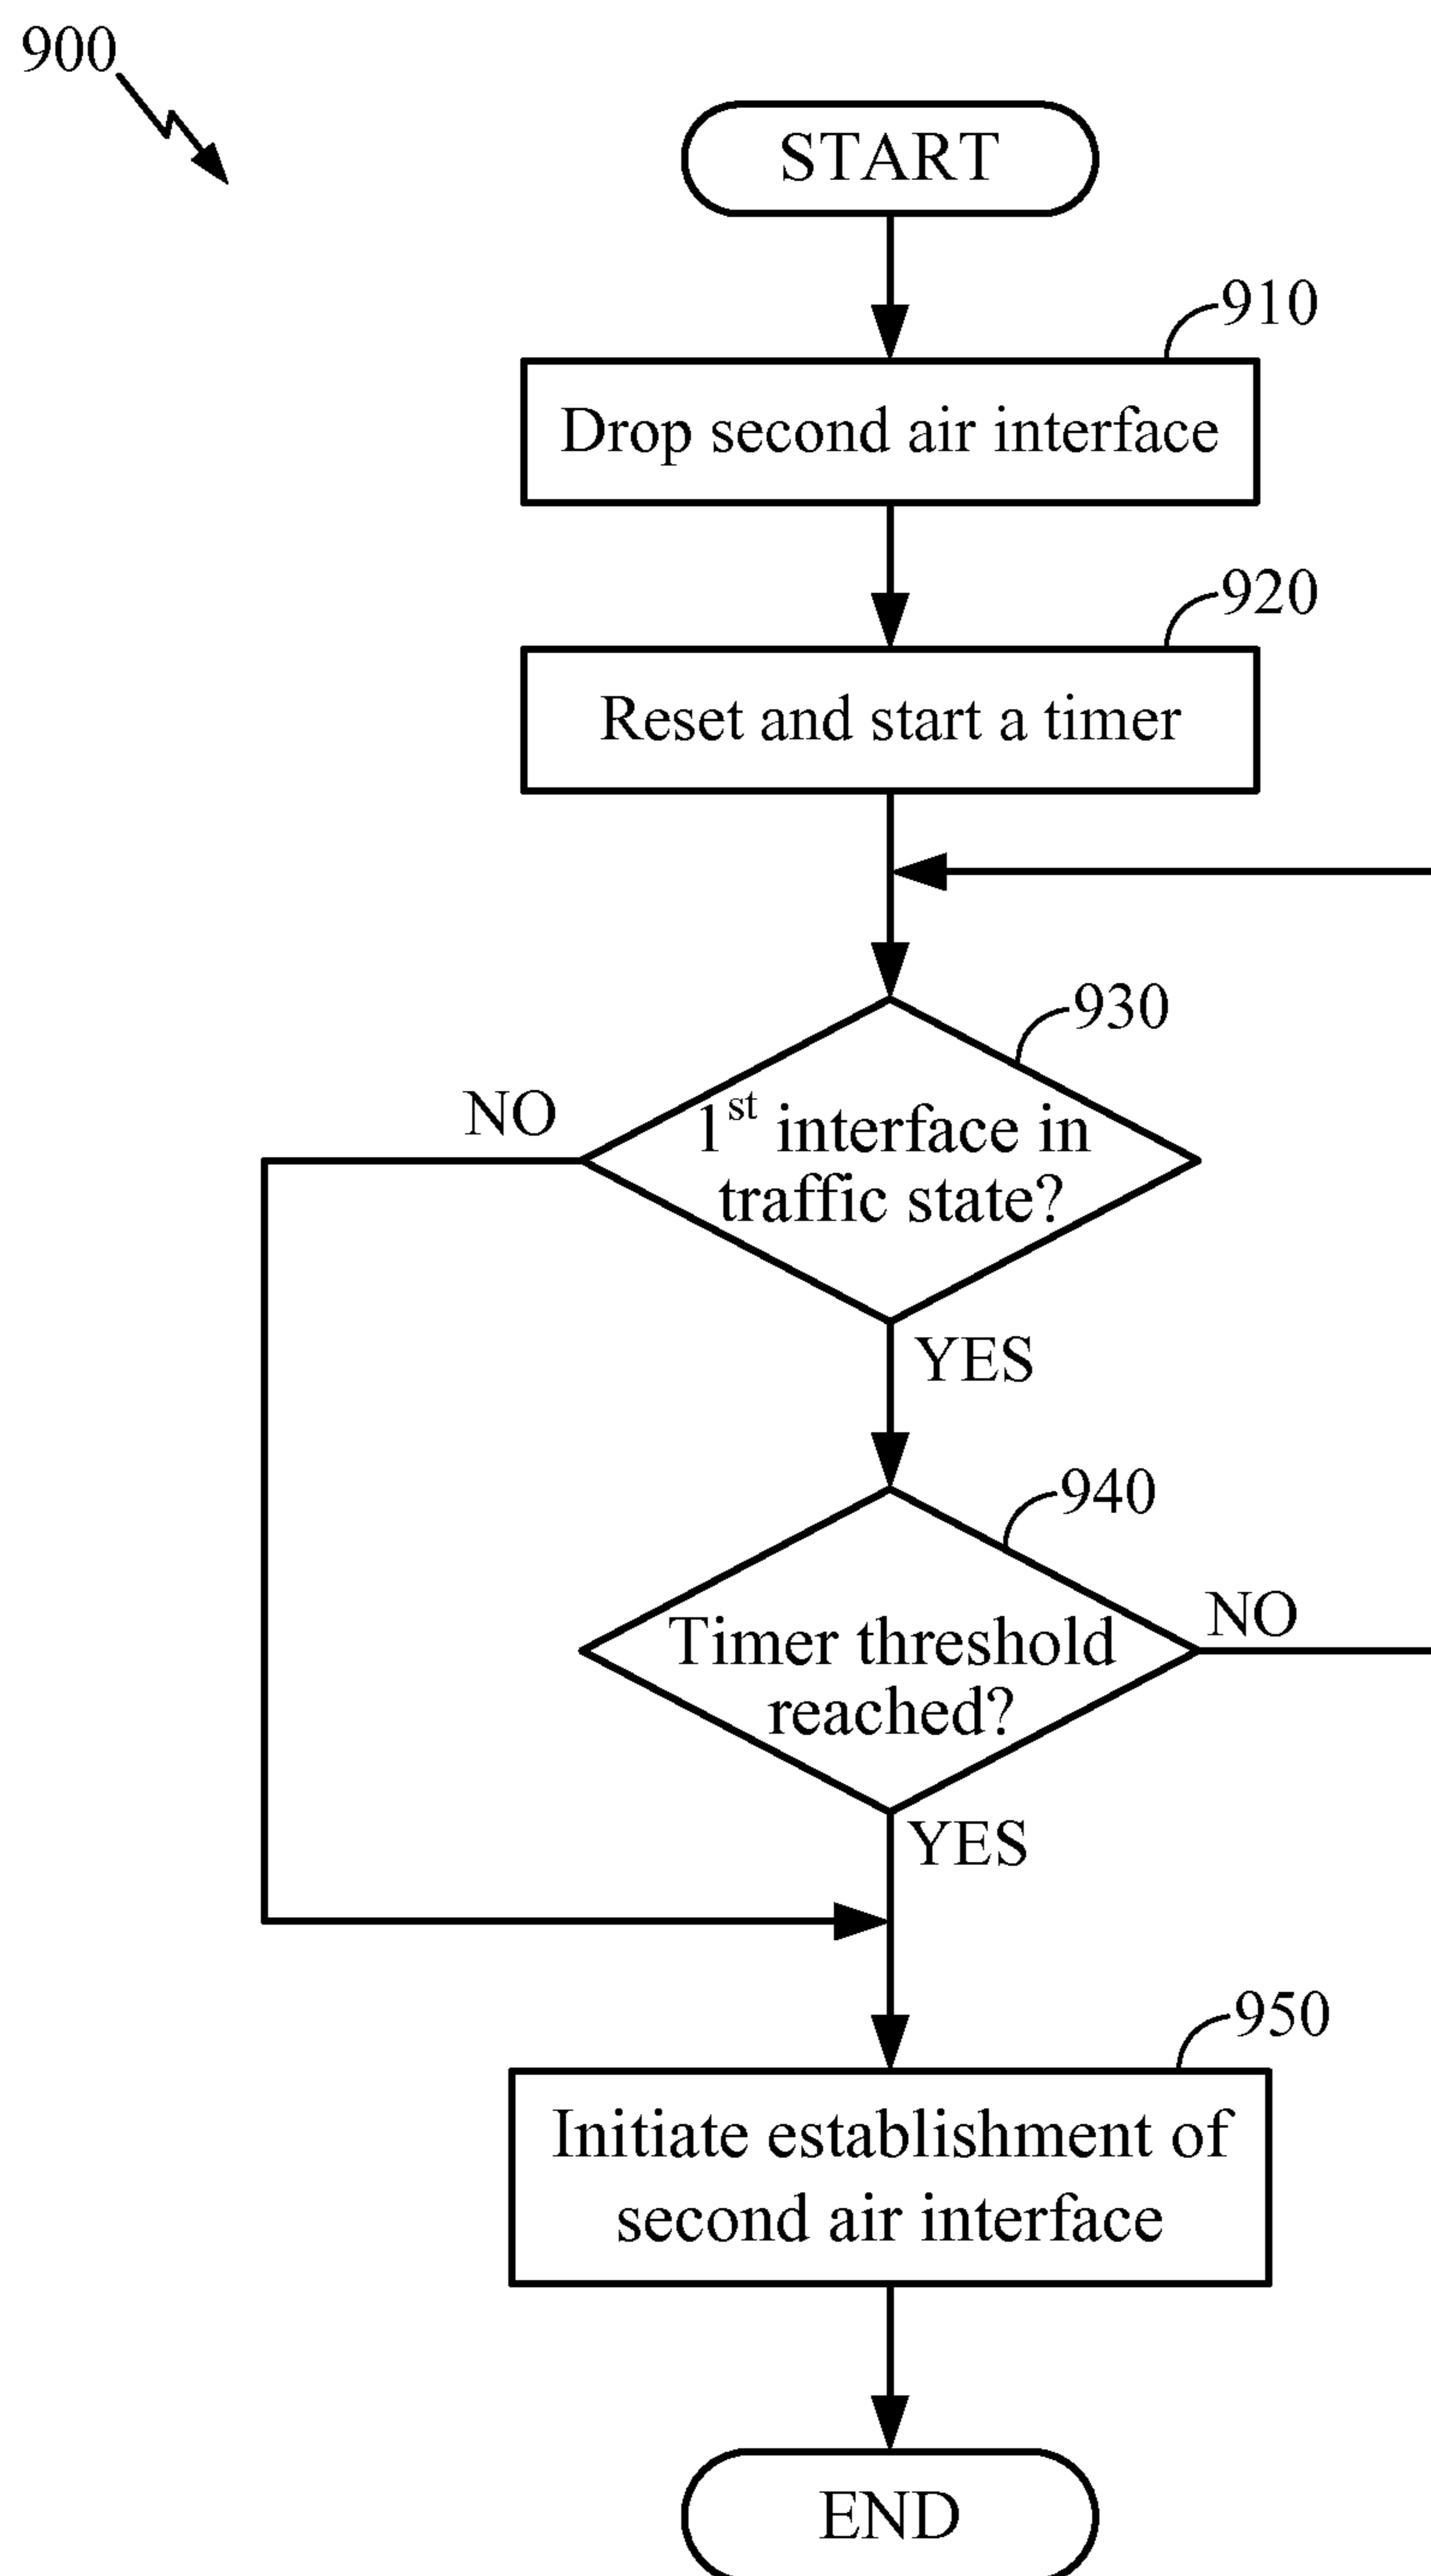 900
START
910
Drop second air interface
920
Reset and start a timer
930
NO
1st interface in
traffic state?
YES
940
NO
Timer threshold
reached?
YES
950
Initiate establishment of
second air interface
END